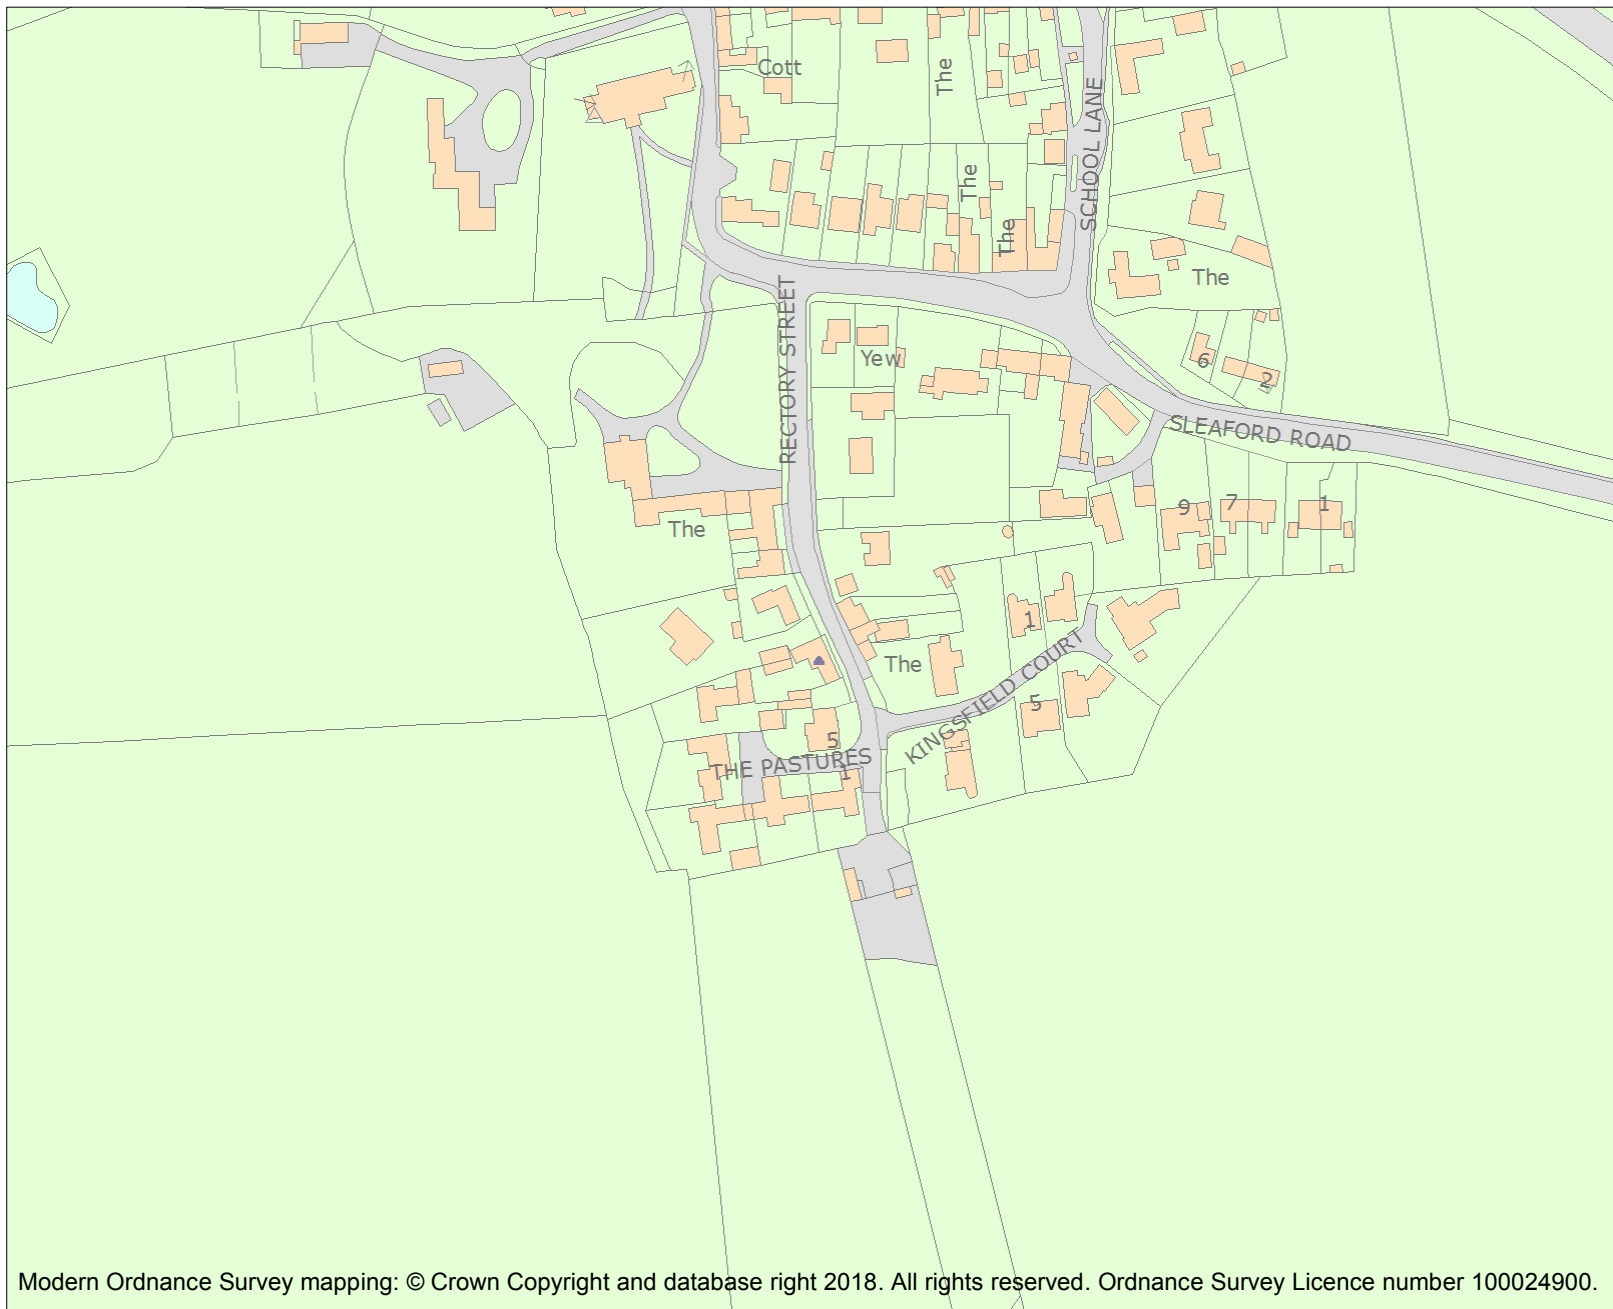 Cott
The
SCHOOL LANE
The
The
The
RECTORY STREET
Yew
6
2
SLEAFORD ROAD
9
7
1
The
1
The
KINGSFIELD COURT
5
5
THE PASTURES
1
Modern Ordnance Survey mapping: © Crown Copyright and database right 2018. All rights reserved. Ordnance Survey Licence number 100024900.